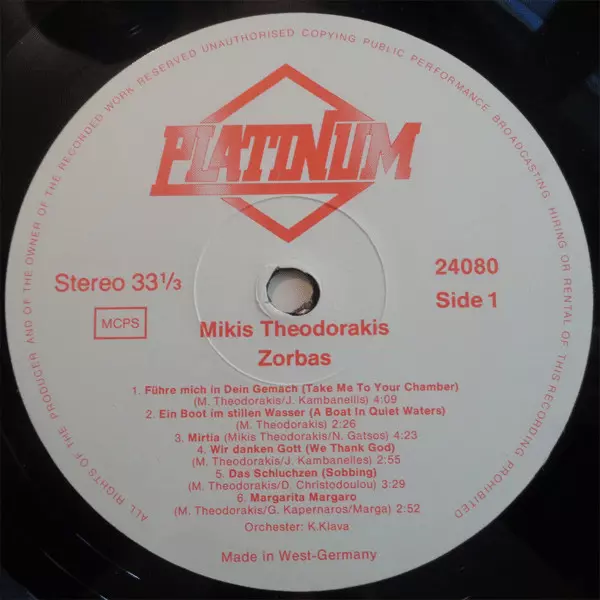 ALL RIGHTS OF THE PRODUCER AND OF THE OWNER OF THE RECORDED WORK RESERVED UNAUTHORISED COPYING PUBLIC PERFORMANCE BROADCASTING HIRING OR RENTAL OF THIS RECORDING PROHIBITED
PLATINUM
Stereo 33 1/3
24080
MCPS
Side 1
Mikis Theodorakis
Zorbas
1. Führe mich in Dein Gemach (Take Me To Your Chamber)
(M. Theodorakis/J. Kambanellis) 4:09
2. Ein Boot im stillen Wasser (A Boat In Quiet Waters)
(M. Theodorakis) 2:26
3. Mirtia (Mikis Theodorakis/N. Gatsos) 4:23
4. Wir danken Gott (We Thank God)
(M. Theodorakis/J. Kambanelles) 2:55
5. Das Schluchzen (Sobbing)
(M. Theodorakis/D. Christodoulou) 3:29
6. Margarita Margaro
(M. Theodorakis/G. Kapernaros/Marga) 2:52
Orchester: K.Klava
Made in West-Germany